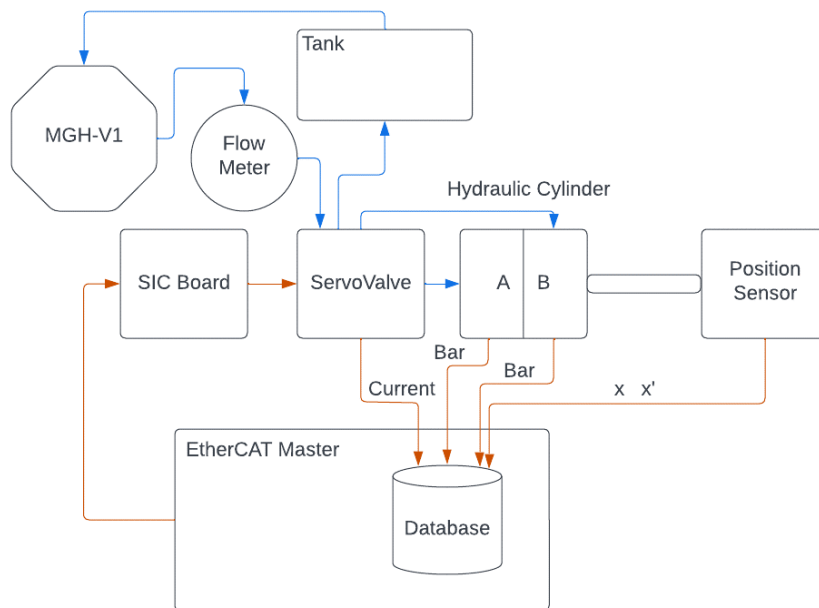 Tank
MGH-V1
Flow
Meter
Hydraulic Cylinder
SIC Board
ServoValve
A
B
Position
Sensor
Bar
Bar
Current
x x'
EtherCAT Master
Database